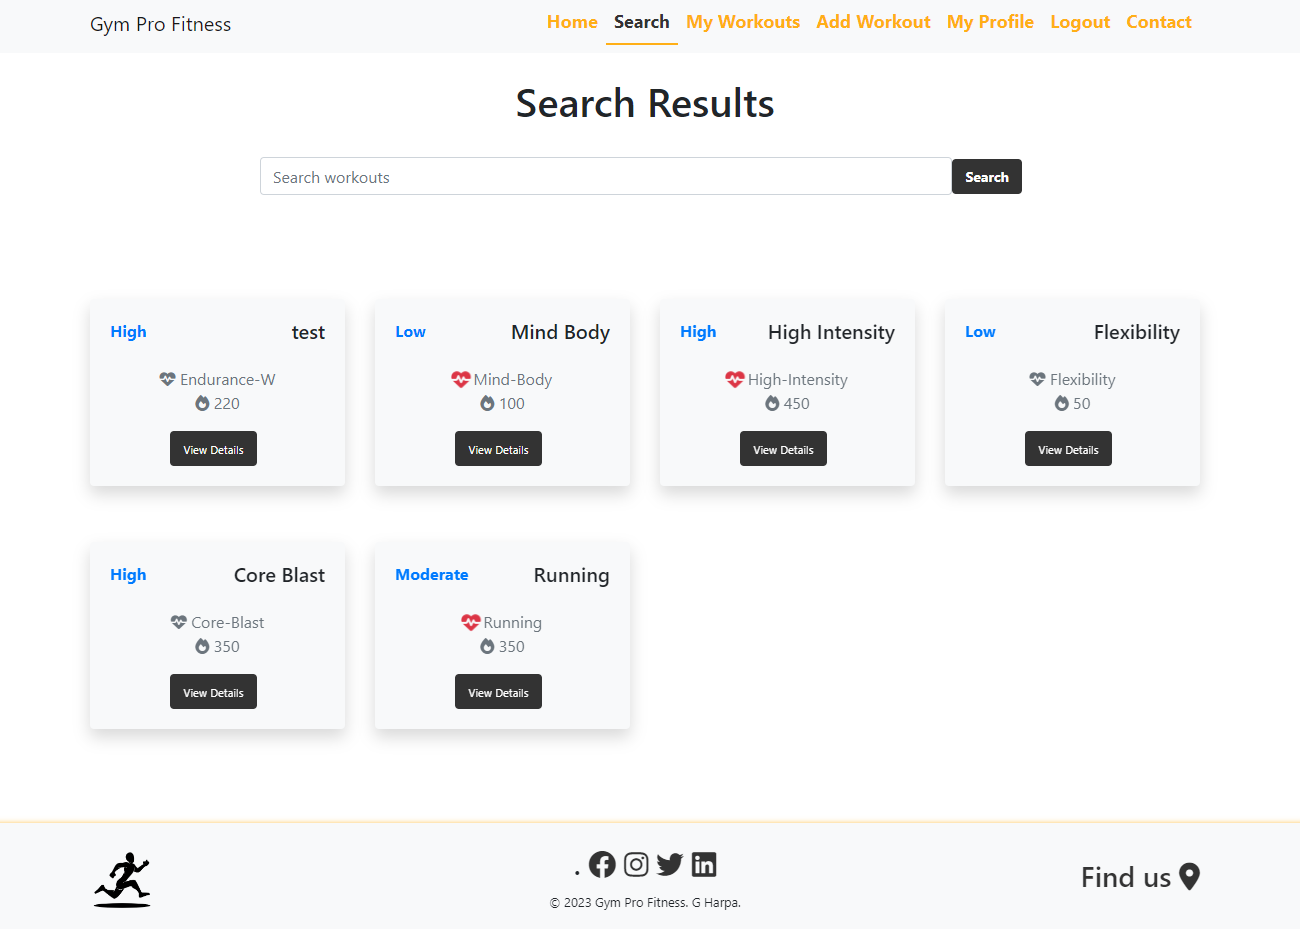 Gym Pro Fitness
Home Search My Workouts Add Workout My Profile Logout Contact
Search Results
Search workouts Search
High test
Endurance-W
220
View Details
Low Mind Body
Mind-Body
100
View Details
High High Intensity
High-Intensity
450
View Details
Low Flexibility
Flexibility
50
View Details
High Core Blast
Core-Blast
350
View Details
Moderate Running
Running
350
View Details
.
© 2023 Gym Pro Fitness. G Harpa.
Find us